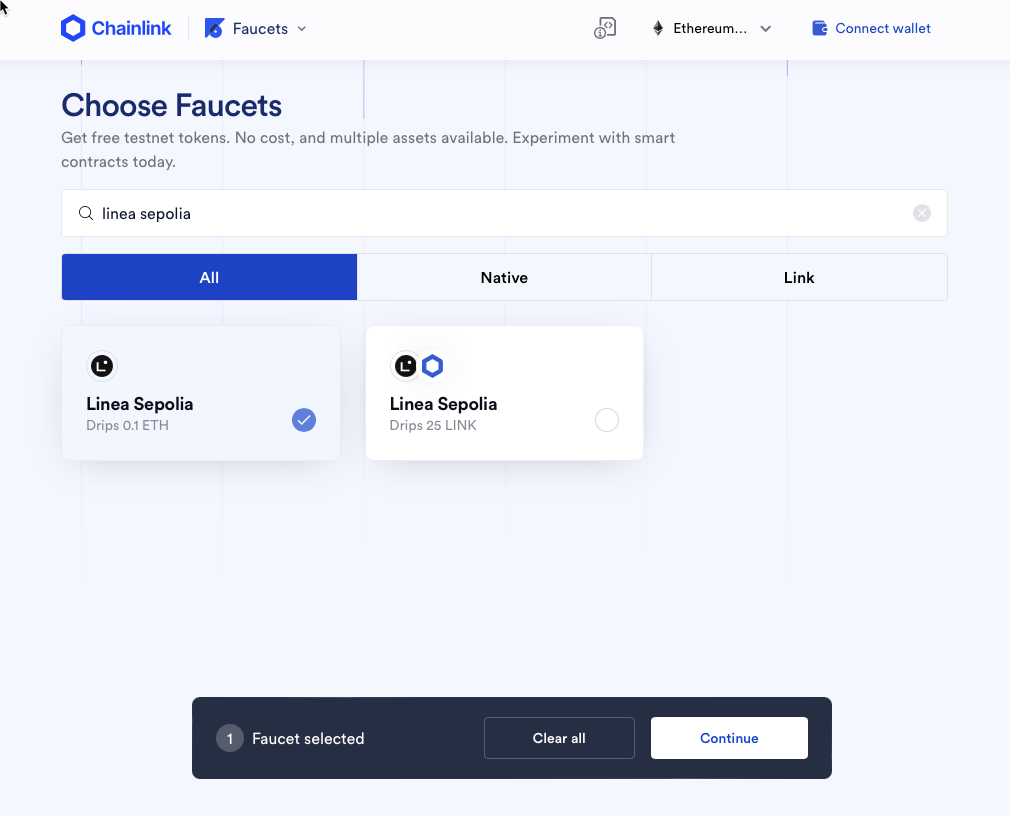 Chainlink
Faucets
Ethereum...
Connect wallet
Choose Faucets
Get free testnet tokens. No cost, and multiple assets available. Experiment with smart
contracts today.
linea sepolia
All
Native
Link
Linea Sepolia
Drips 0.1 ETH
Linea Sepolia
Drips 25 LINK
1
Faucet selected
Clear all
Continue